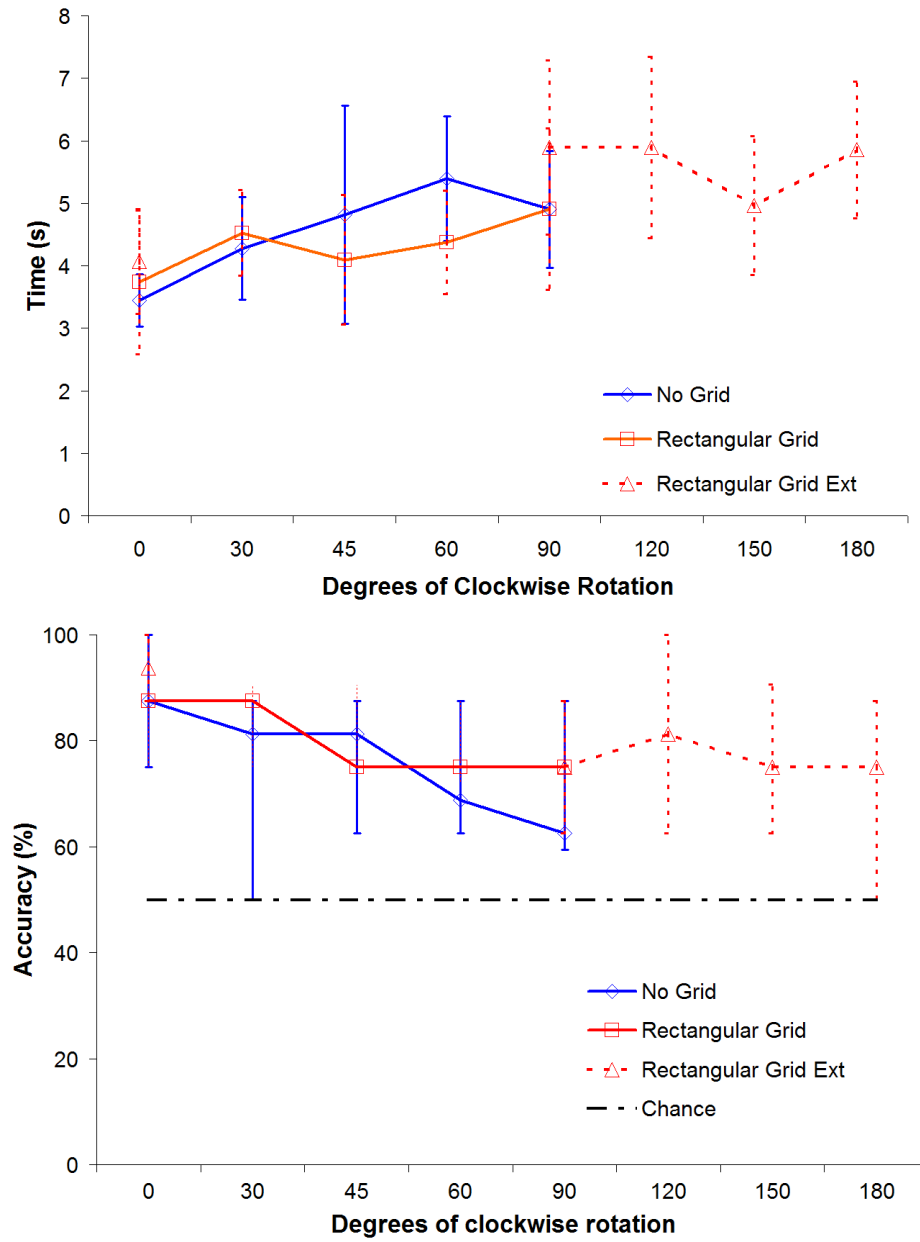 8
7
6
5
4
3
2
1
0
Time (s)
No Grid
Rectangular Grid
Rectangular Grid Ext
0 30 45 60 90 120 150 180
Degrees of Clockwise Rotation
100
80
60
40
20
0
Accuracy (%)
No Grid
Rectangular Grid
Rectangular Grid Ext
Chance
0 30 45 60 90 120 150 180
Degrees of clockwise rotation